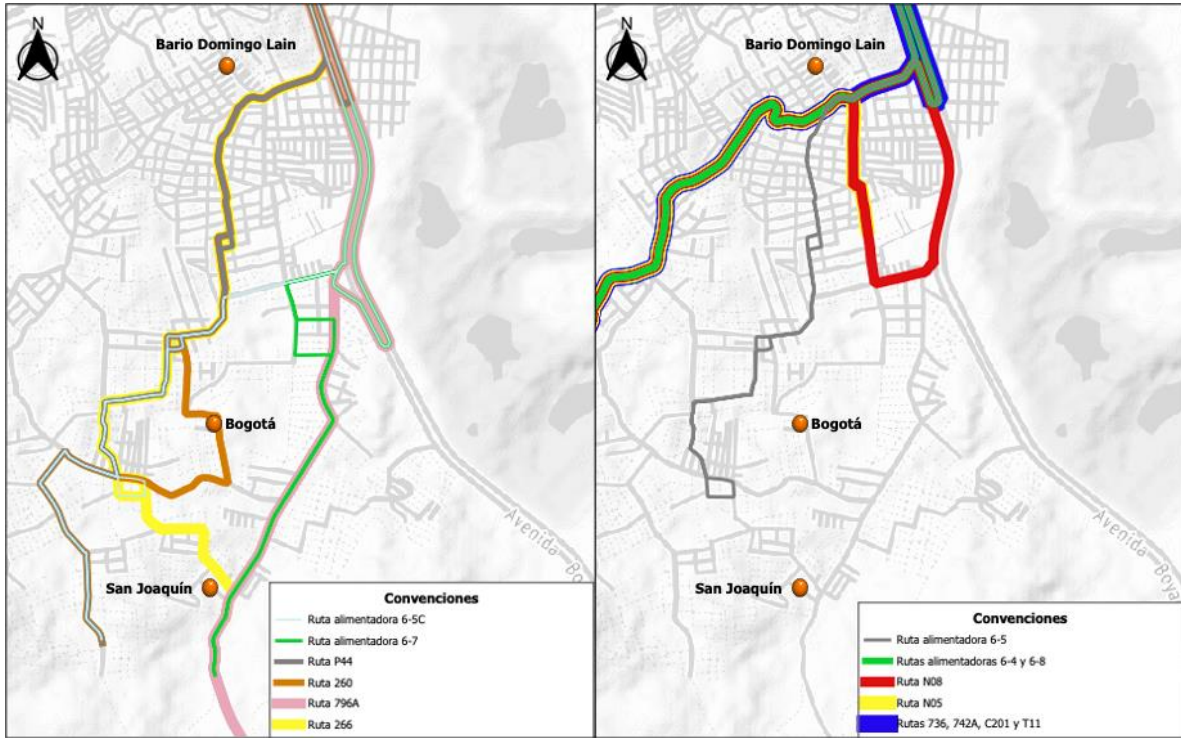 N
Bario Domingo Lain
Bogotá
San Joaquín
Avenida Bo
Convenciones
Ruta alimentadora 6-5C
Ruta alimentadora 6-7
Ruta P44
Ruta 260
Ruta 796A
Ruta 266
N
Bario Domingo Lain
Bogotá
San Joaquín
Avenida Boya
Convenciones
Ruta alimentadora 6-5
Rutas alimentadoras 6-4 y 6-8
Ruta N08
Ruta N05
Rutas 736, 742A, C201 y T11